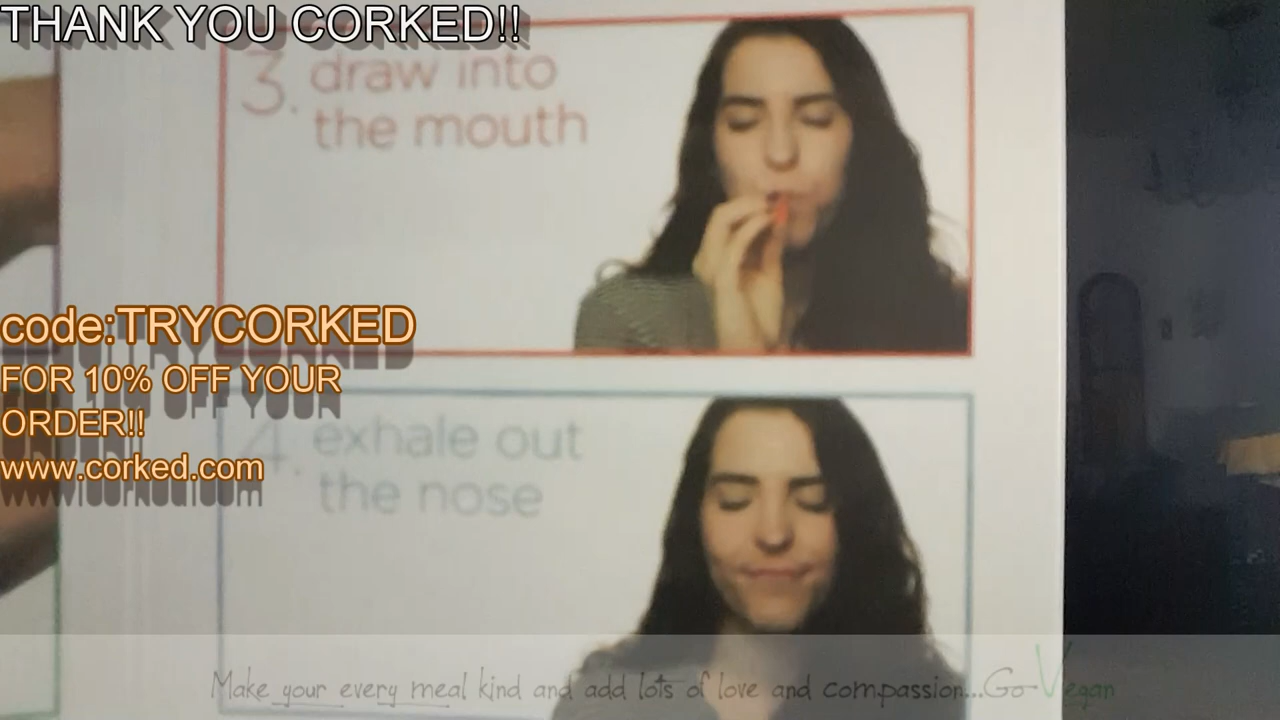 THANK YOU CORKED!!
3. draw into
the mouth
code:TRYCORKED
FOR 10% OFF YOUR
ORDER!!
www.corked.com
4. exhale out
the nose
Make your every meal kind and add lots of love and compassion...Go Vegan